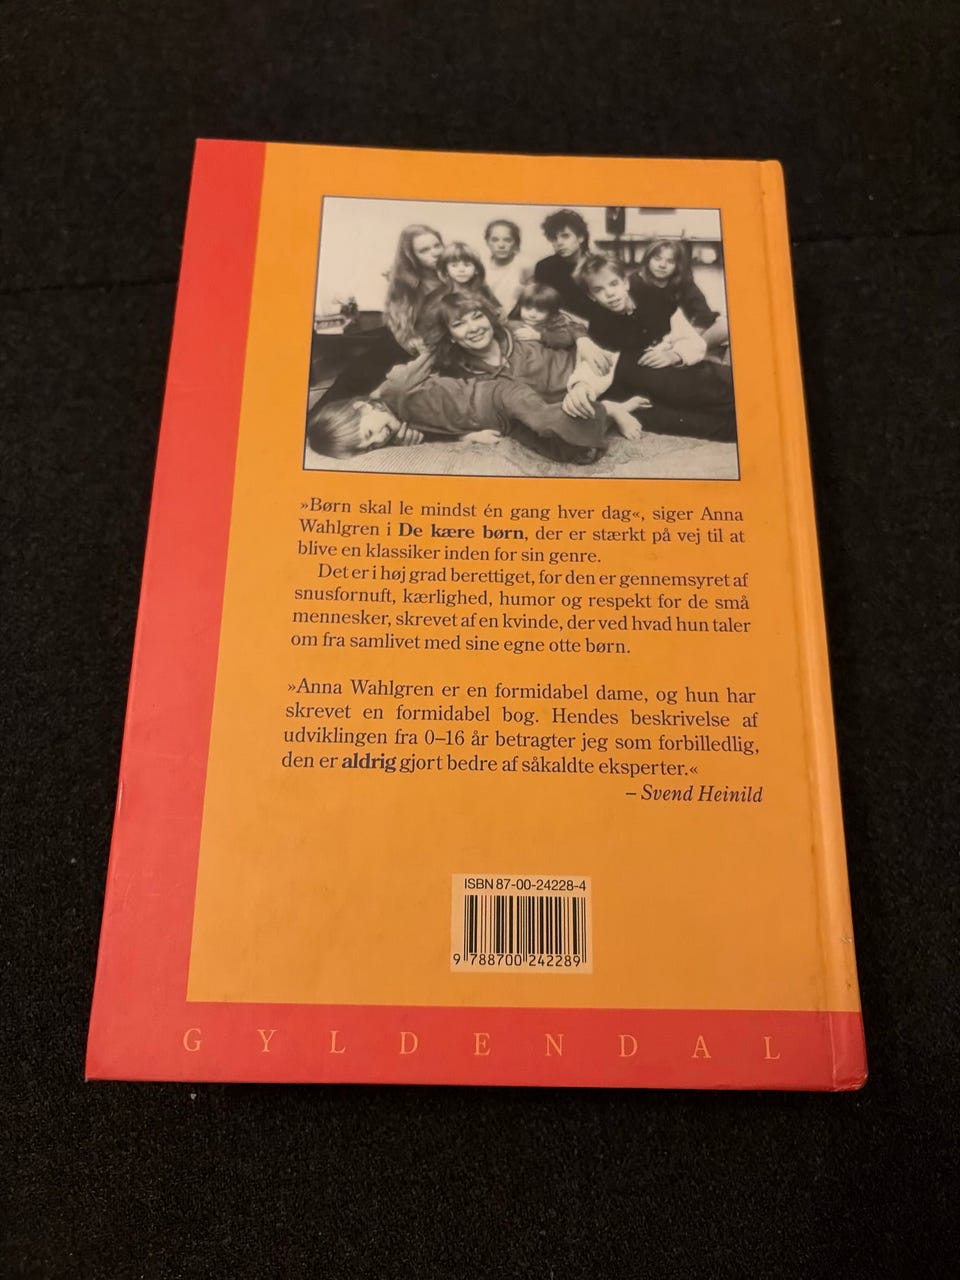 »Børn skal le mindst én gang hver dag«, siger Anna
Wahlgren i De kære børn, der er stærkt på vej til at
blive en klassiker inden for sin genre.
Det er i høj grad berettiget, for den er gennemsyret af
snusfornuft, kærlighed, humor og respekt for de små
mennesker, skrevet af en kvinde, der ved hvad hun taler
om fra samlivet med sine egne otte børn.
»Anna Wahlgren er en formidabel dame, og hun har
skrevet en formidabel bog. Hendes beskrivelse af
udviklingen fra 0–16 år betragter jeg som forbilledlig,
den er aldrig gjort bedre af såkaldte eksperter.«
– Svend Heinild
ISBN 87-00-24228-4
9 788700 242289
GYLDENDAL